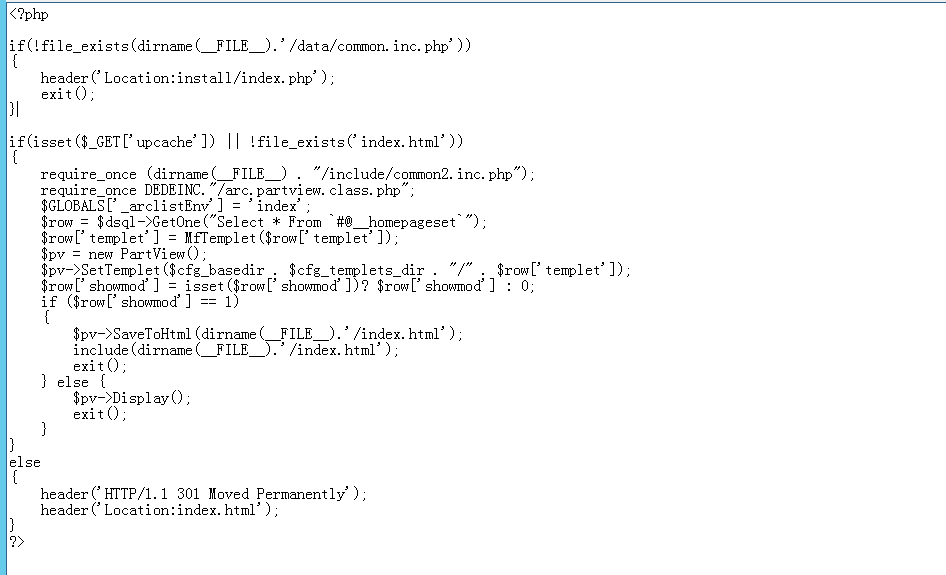 <?php
if(!file_exists(dirname(__FILE__).'/data/common.inc.php'))
{
    header('Location:install/index.php');
    exit();
}
if(isset($_GET['upcache']) || !file_exists('index.html'))
{
    require_once (dirname(__FILE__) . "/include/common2.inc.php");
    require_once DEDEINC."/arc.partview.class.php";
    $GLOBALS['_arclistEnv'] = 'index';
    $row = $dsql->GetOne("Select * From `#@__homepageset`");
    $row['templet'] = MfTemplet($row['templet']);
    $pv = new PartView();
    $pv->SetTemplet($cfg_basedir . $cfg_templets_dir . "/" . $row['templet']);
    $row['showmod'] = isset($row['showmod'])? $row['showmod'] : 0;
    if ($row['showmod'] == 1)
    {
        $pv->SaveToHtml(dirname(__FILE__).'/index.html');
        include(dirname(__FILE__).'/index.html');
        exit();
    } else {
        $pv->Display();
        exit();
    }
}
else
{
    header('HTTP/1.1 301 Moved Permanently');
    header('Location:index.html');
}
?>